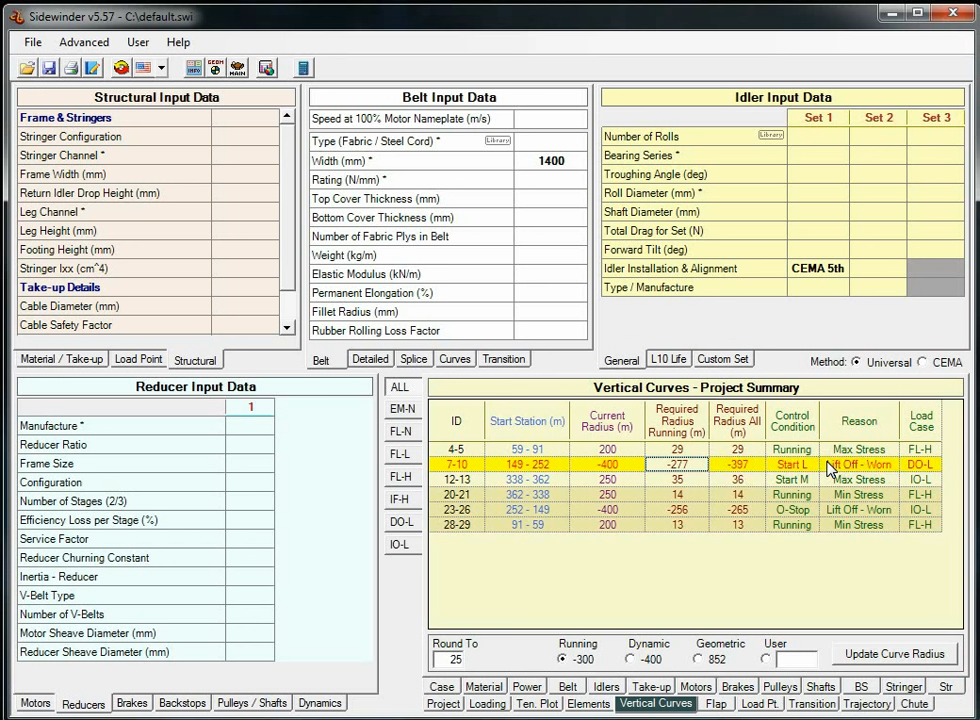 Sidewinder v5.57 - C:\default.swi
File Advanced User Help
Structural Input Data
Frame & Stringers
Stringer Configuration
Stringer Channel *
Frame Width (mm)
Return Idler Drop Height (mm)
Leg Channel *
Leg Height (mm)
Footing Height (mm)
Stringer Ixx (cm^4)
Take-up Details
Cable Diameter (mm)
Cable Safety Factor
Material / Take-up Load Point Structural
Belt Input Data
Speed at 100% Motor Nameplate (m/s)
Type (Fabric / Steel Cord) * Library
Width (mm) * 1400
Rating (N/mm) *
Top Cover Thickness (mm)
Bottom Cover Thickness (mm)
Number of Fabric Plys in Belt
Weight (kg/m)
Elastic Modulus (kN/m)
Permanent Elongation (%)
Fillet Radius (mm)
Rubber Rolling Loss Factor
Belt Detailed Splice Curves Transition
Idler Input Data
Set 1 Set 2 Set 3
Number of Rolls Library
Bearing Series *
Troughing Angle (deg)
Roll Diameter (mm) *
Shaft Diameter (mm)
Total Drag for Set (N)
Forward Tilt (deg)
Idler Installation & Alignment CEMA 5th
Type / Manufacture
General L10 Life Custom Set Method: Universal CEMA
Reducer Input Data
1
Manufacture *
Reducer Ratio
Frame Size
Configuration
Number of Stages (2/3)
Efficiency Loss per Stage (%)
Service Factor
Reducer Churning Constant
Inertia - Reducer
V-Belt Type
Number of V-Belts
Motor Sheave Diameter (mm)
Reducer Sheave Diameter (mm)
Motors Reducers Brakes Backstops Pulleys / Shafts Dynamics
ALL
EM-N
FL-N
FL-L
FL-H
IF-H
DO-L
IO-L
Vertical Curves - Project Summary
ID Start Station (m) Current Radius (m) Required Radius Running (m) Required Radius All (m) Control Condition Reason Load Case
4-5 59 - 91 200 29 29 Running Max Stress FL-H
7-10 149 - 252 -400 -277 -397 Start L Lift Off - Worn DO-L
12-13 338 - 362 250 35 36 Start M Max Stress IO-L
20-21 362 - 338 250 14 14 Running Min Stress FL-H
23-26 252 - 149 -400 -256 -265 O-Stop Lift Off - Worn IO-L
28-29 91 - 59 200 13 13 Running Min Stress FL-H
Round To Running Dynamic Geometric User
25 -300 -400 852 Update Curve Radius
Case Material Power Belt Idlers Take-up Motors Brakes Pulleys Shafts BS Stringer Str
Project Loading Ten. Plot Elements Vertical Curves Flap Load Pt. Transition Trajectory Chute